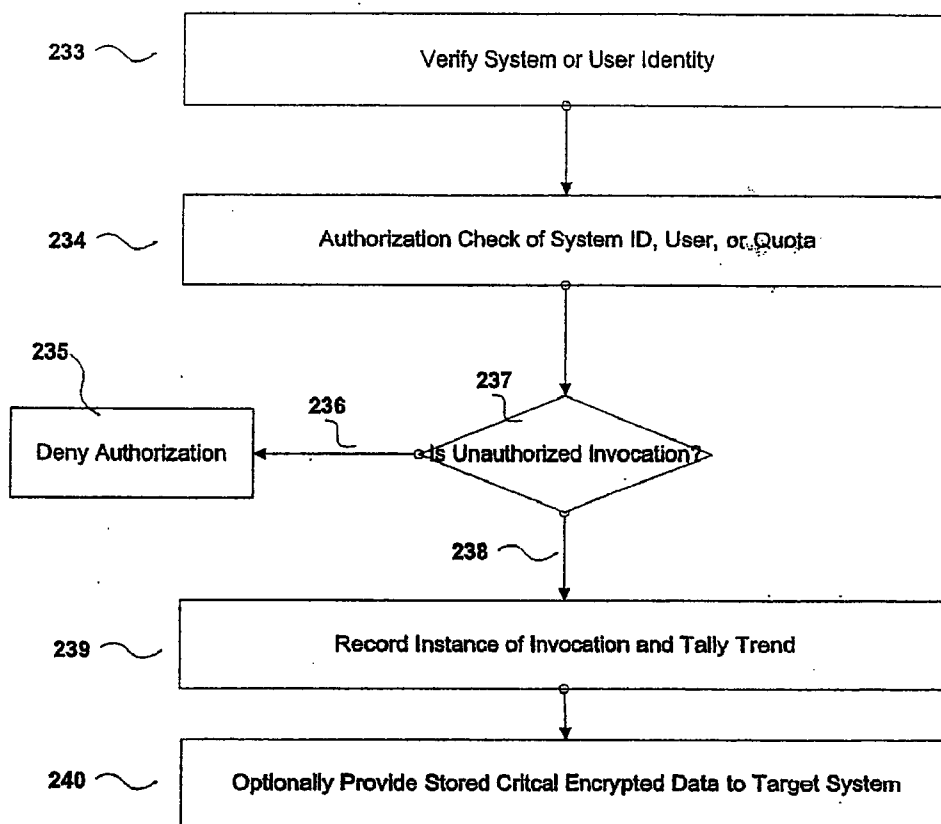 233
Verify System or User Identity
234
Authorization Check of System ID, User, or Quota
235
236
237
Deny Authorization
Is Unauthorized Invocation?
238
239
Record Instance of Invocation and Tally Trend
240
Optionally Provide Stored Critcal Encrypted Data to Target System